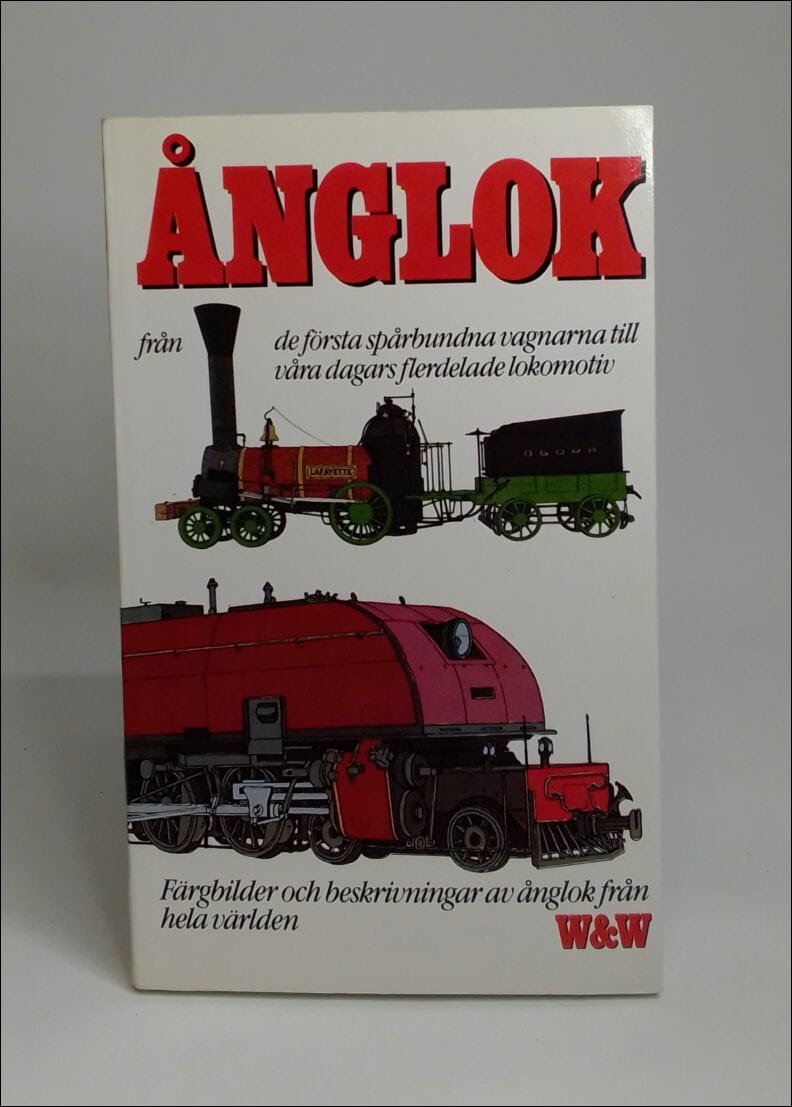 ÅNGLOK
från
de första spårbundna vagnarna till
våra dagars flerdelade lokomotiv
LAFAYETTE
B&ORR
Färgbilder och beskrivningar av ånglok från
hela världen
W&W